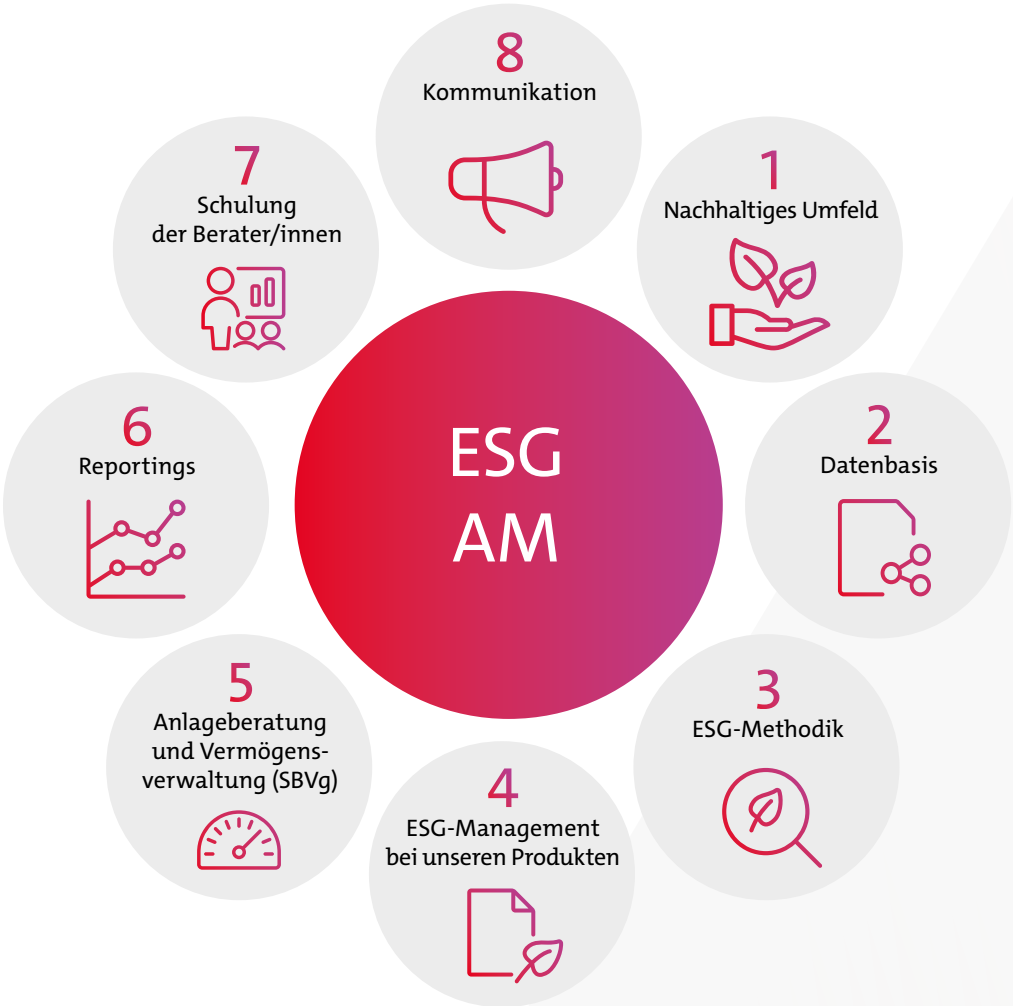 ESG
AM
1
Nachhaltiges Umfeld
2
Datenbasis
3
ESG-Methodik
4
ESG-Management
bei unseren Produkten
5
Anlageberatung
und Vermögens-
verwaltung (SBVg)
6
Reportings
7
Schulung
der Berater/innen
8
Kommunikation